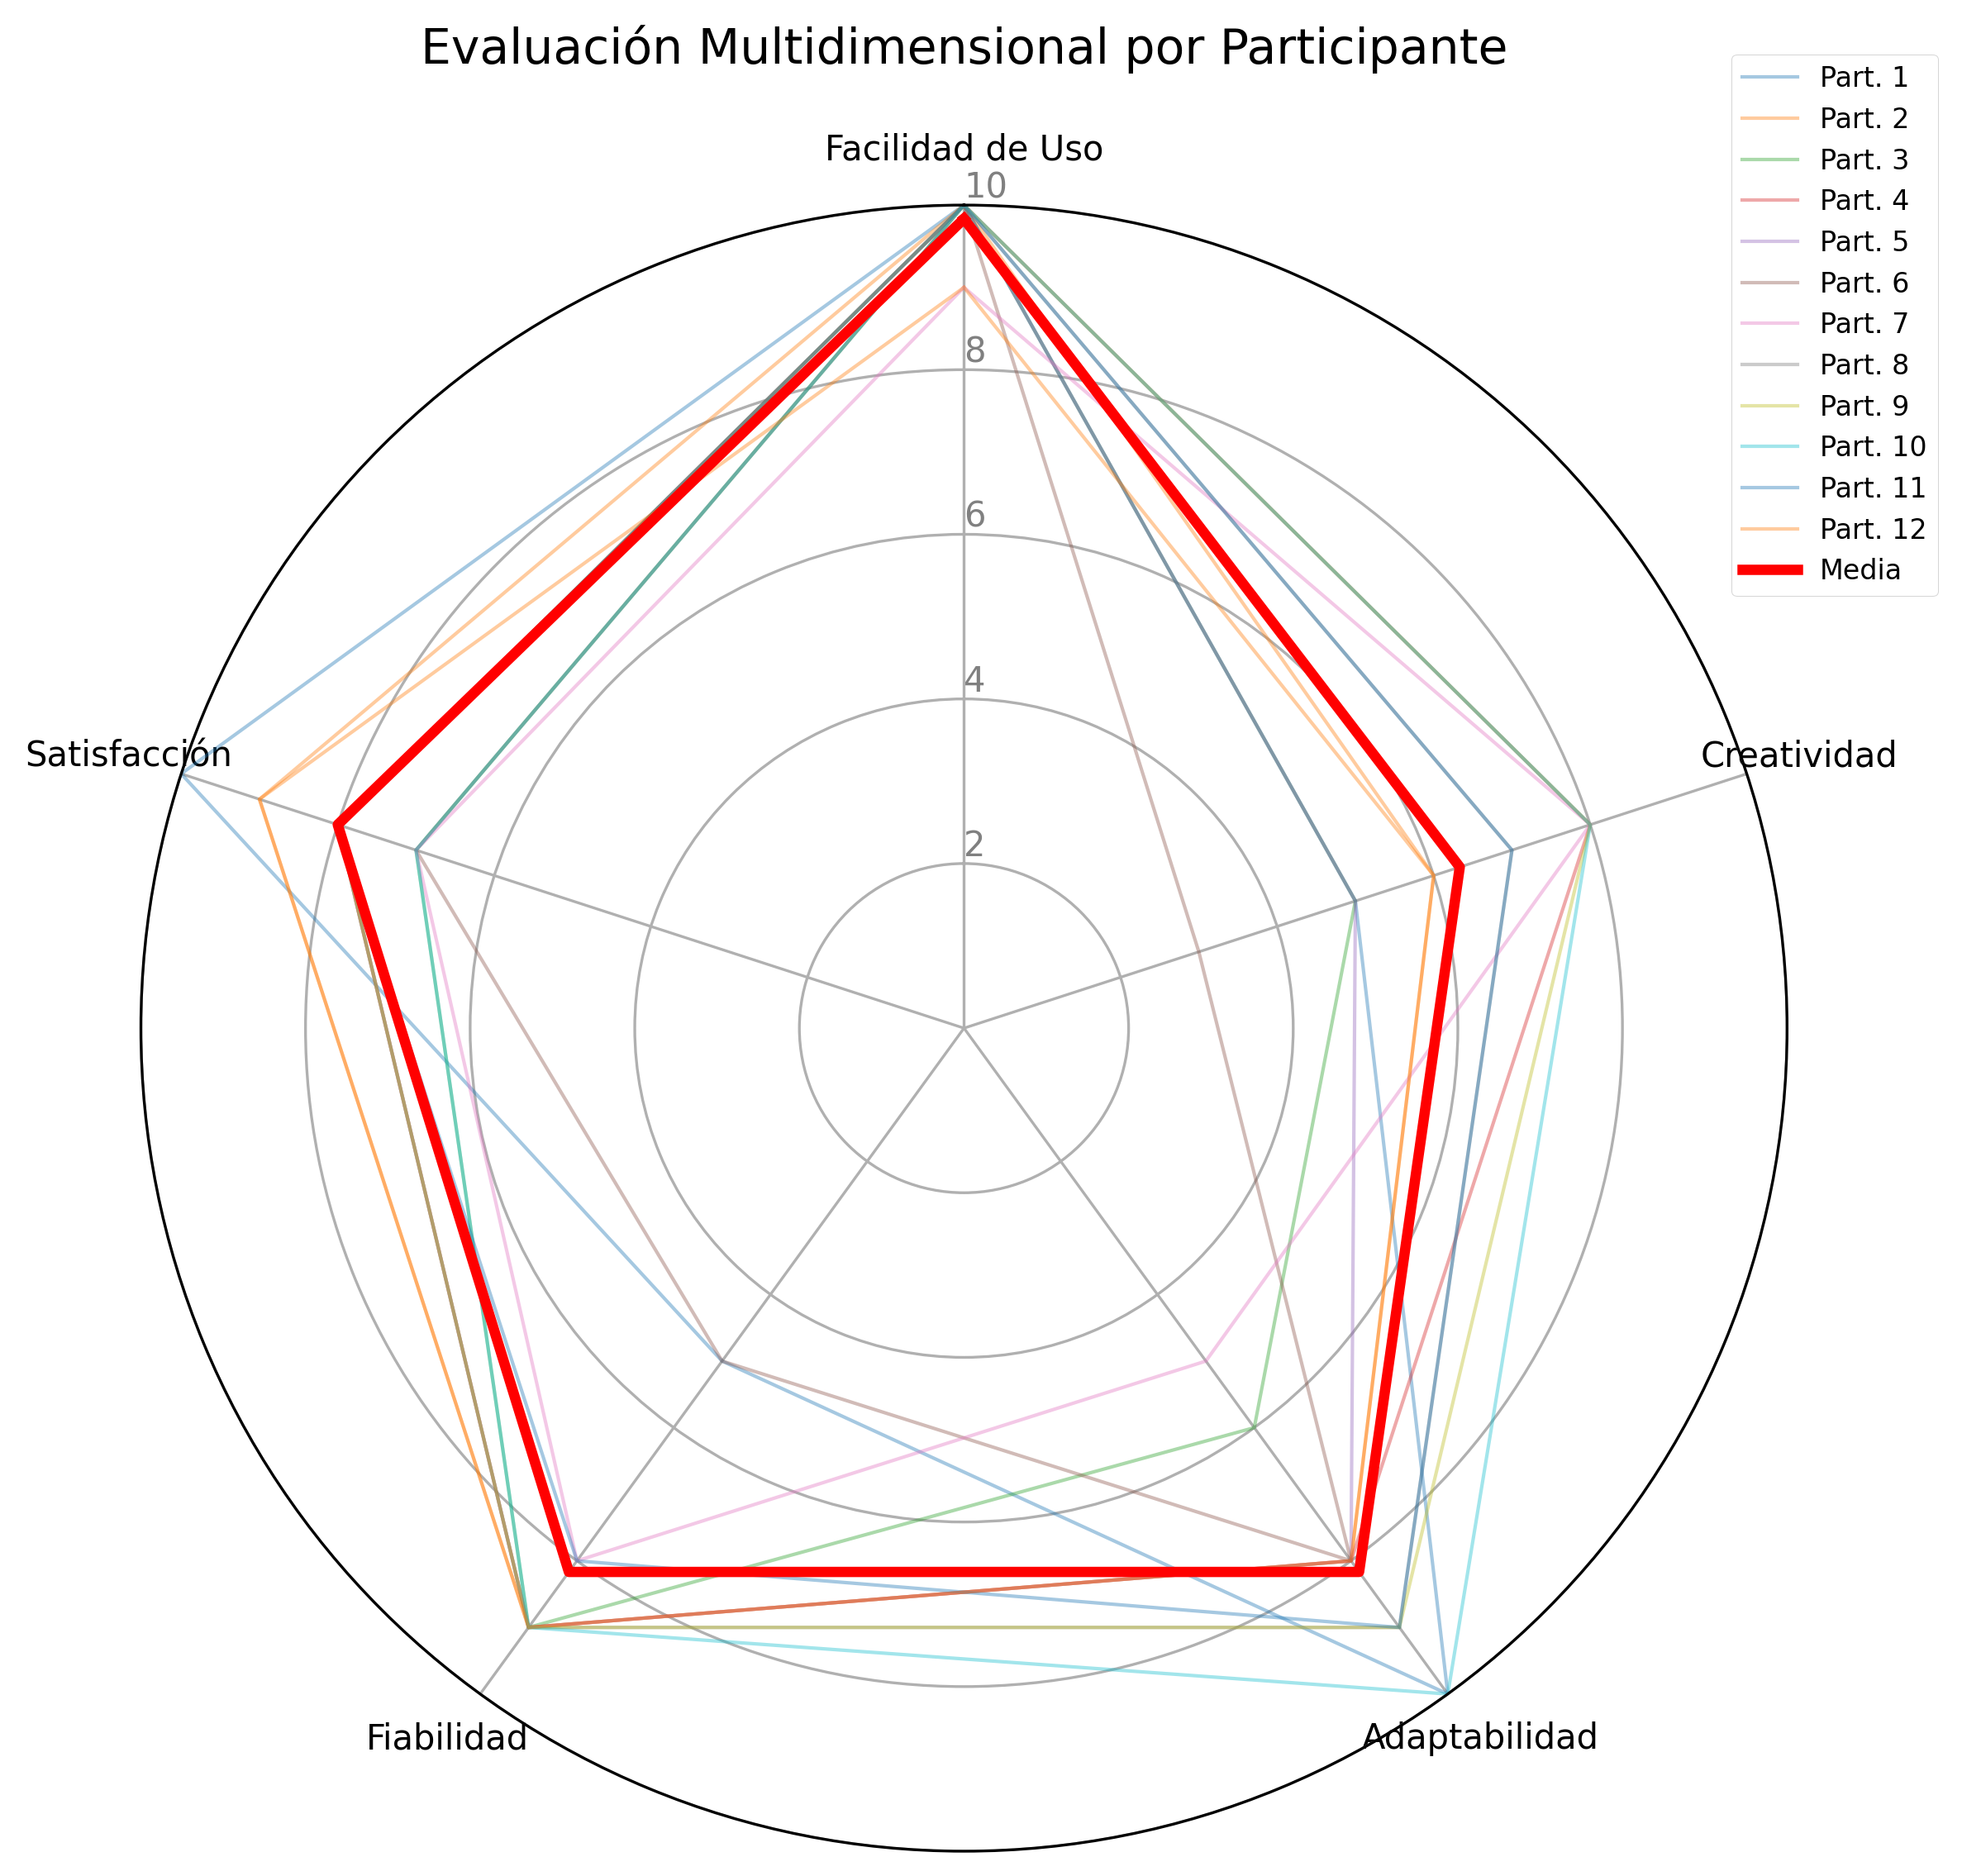 Evaluación Multidimensional por Participante
Part. 1
Part. 2
Part. 3
Part. 4
Part. 5
Part. 6
Part. 7
Part. 8
Part. 9
Part. 10
Part. 11
Part. 12
Media
Facilidad de Uso
10
8
6
4
2
Satisfacción
Creatividad
Fiabilidad
Adaptabilidad